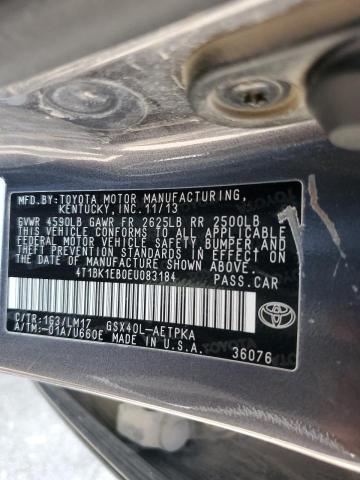 MFD.BY:TOYOTA MOTOR MANUFACTURING,
KENTUCKY, INC. 11/13
GVWR 4590LB GAWR FR 2625LB RR 2500LB
THIS VEHICLE CONFORMS TO ALL APPLICABLE
FEDERAL MOTOR VEHICLE SAFETY, BUMPER, AND
THEFT PREVENTION STANDARDS IN EFFECT ON
THE DATE OF MANUFACTURE SHOWN ABOVE.
4T1BK1EB0EU083184 PASS.CAR
C/TR:1G3/LM17 GSX40L-AETPKA
A/TM:-01A/U660E MADE IN U.S.A. 36076
TOYOTA